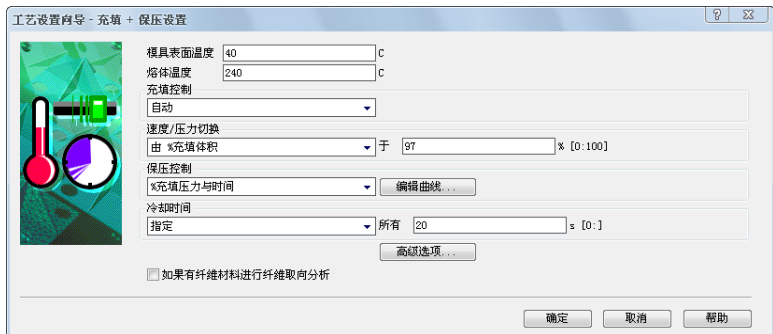 工艺设置向导 - 充填 + 保压设置
模具表面温度 40 C
熔体温度 240 C
充填控制
自动
速度/压力切换
由 %充填体积 于 97 % [0:100]
保压控制
%充填压力与时间 编辑曲线...
冷却时间
指定 所有 20 s [0:]
高级选项...
如果有纤维材料进行纤维取向分析
确定 取消 帮助